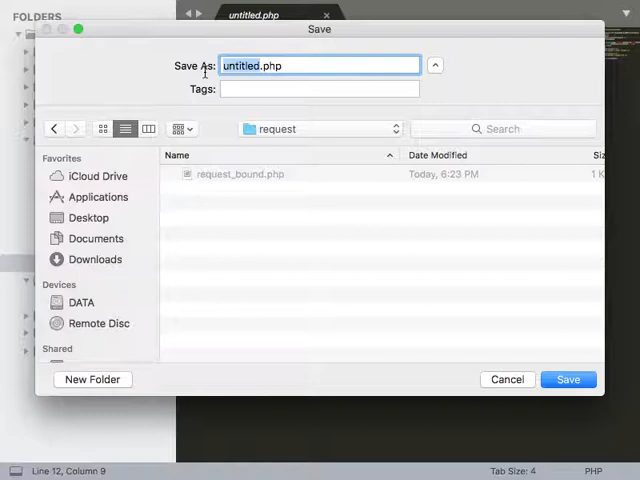 FOLDERS
untitled.php
Save
Save As: untitled.php
Tags:
request
Search
Favorites
Name
Date Modified
Siz
iCloud Drive
request_bound.php
Today, 6:23 PM
1 K
Applications
Desktop
Documents
Downloads
Devices
DATA
Remote Disc
Shared
New Folder
Cancel
Save
Line 12, Column 9
Tab Size: 4
PHP